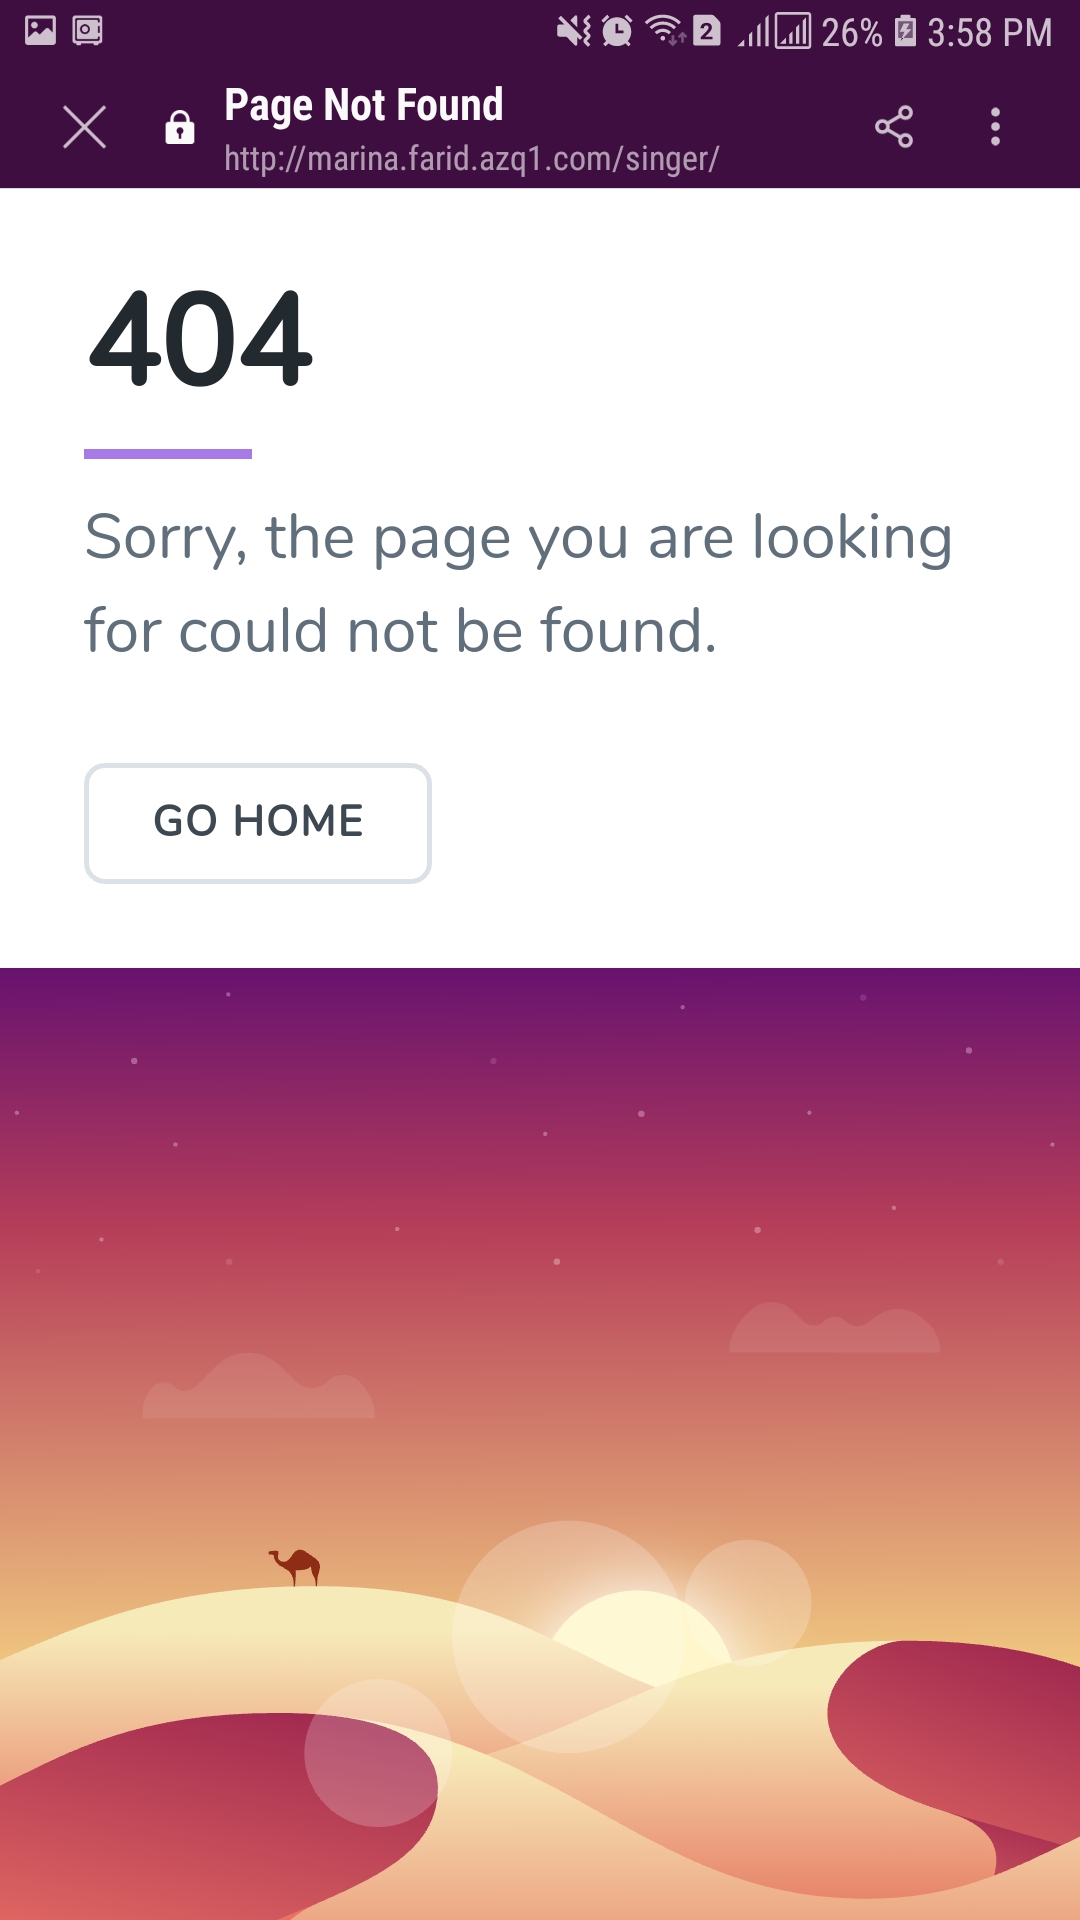 2 26% 3:58 PM
Page Not Found
http://marina.farid.azq1.com/singer/
404
Sorry, the page you are looking
for could not be found.
GO HOME